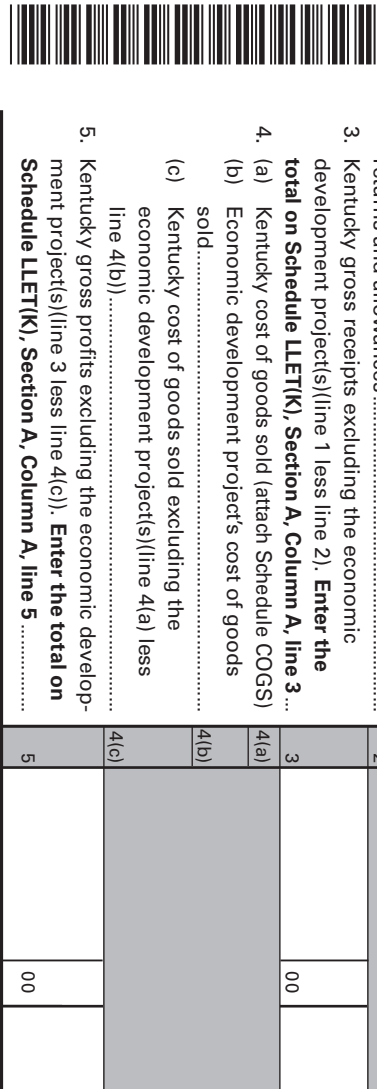 3. Kentucky gross receipts excluding the economic
development project(s)(line 1 less line 2). Enter the
total on Schedule LLET(K), Section A, Column A, line 3 ... 3 00
4. (a) Kentucky cost of goods sold (attach Schedule COGS) 4(a)
(b) Economic development project's cost of goods
sold........................................................................ 4(b)
(c) Kentucky cost of goods sold excluding the
economic development project(s)(line 4(a) less
line 4(b))................................................................. 4(c)
5. Kentucky gross profits excluding the economic develop-
ment project(s)(line 3 less line 4(c)). Enter the total on
Schedule LLET(K), Section A, Column A, line 5 ............. 5 00